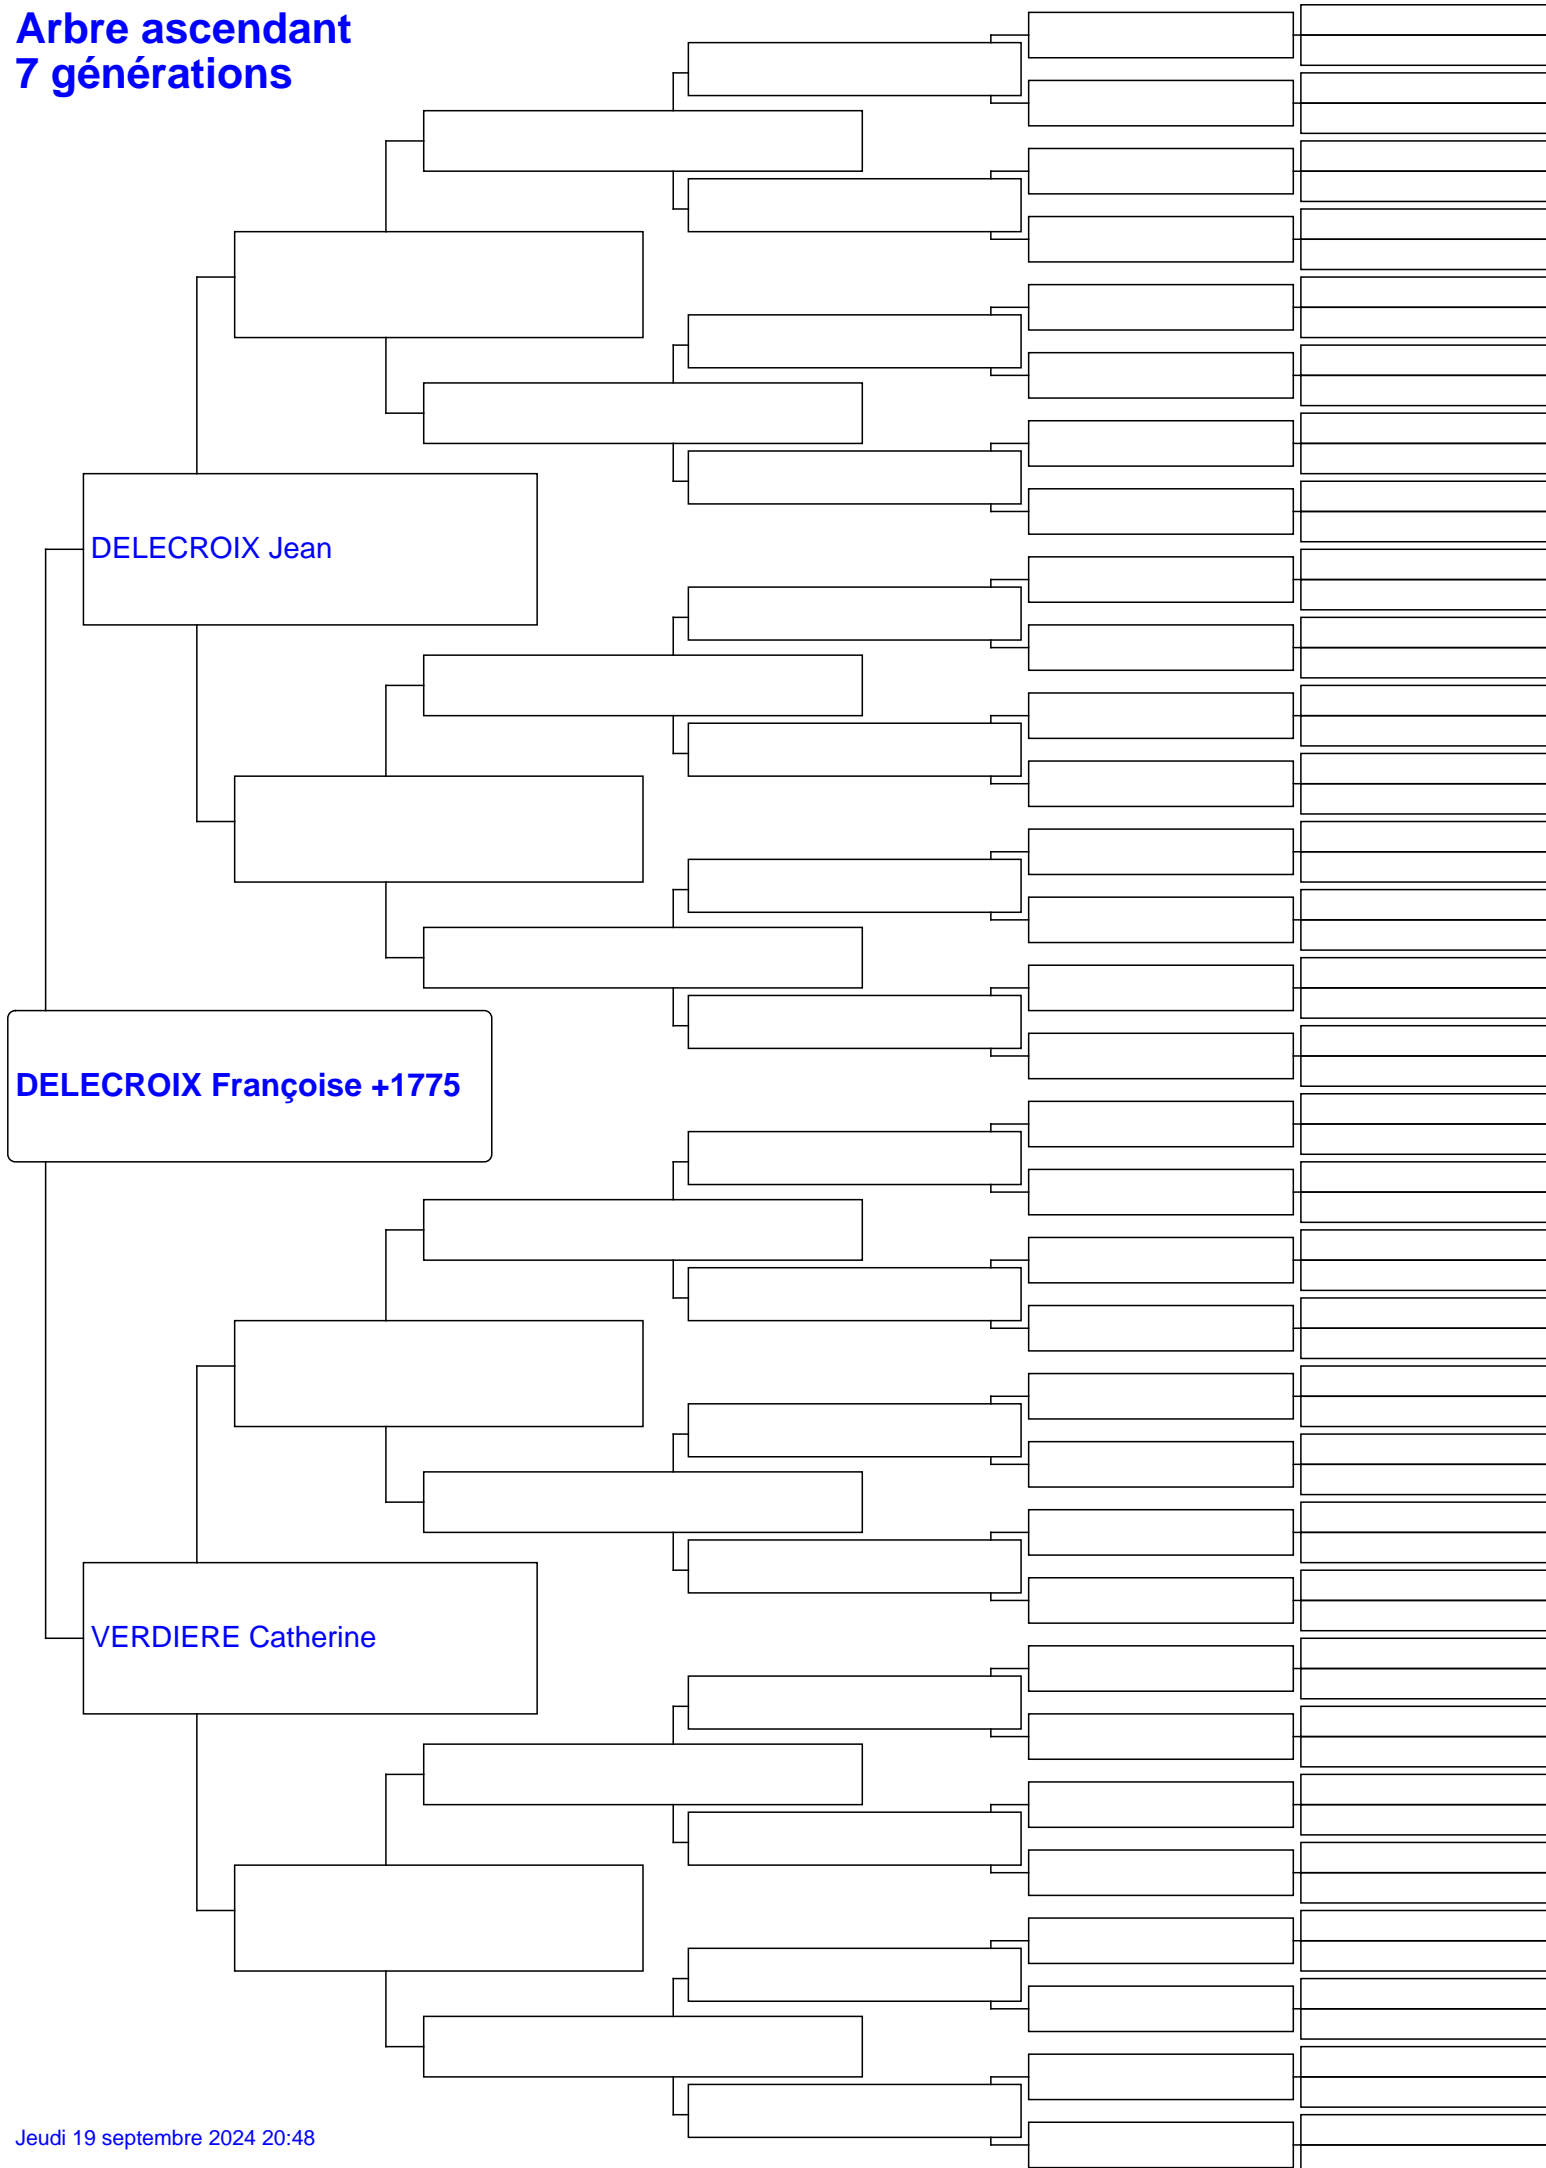 Arbre ascendant
7 générations
DELECROIX Jean
DELECROIX Françoise +1775
VERDIERE Catherine
Jeudi 19 septembre 2024 20:48